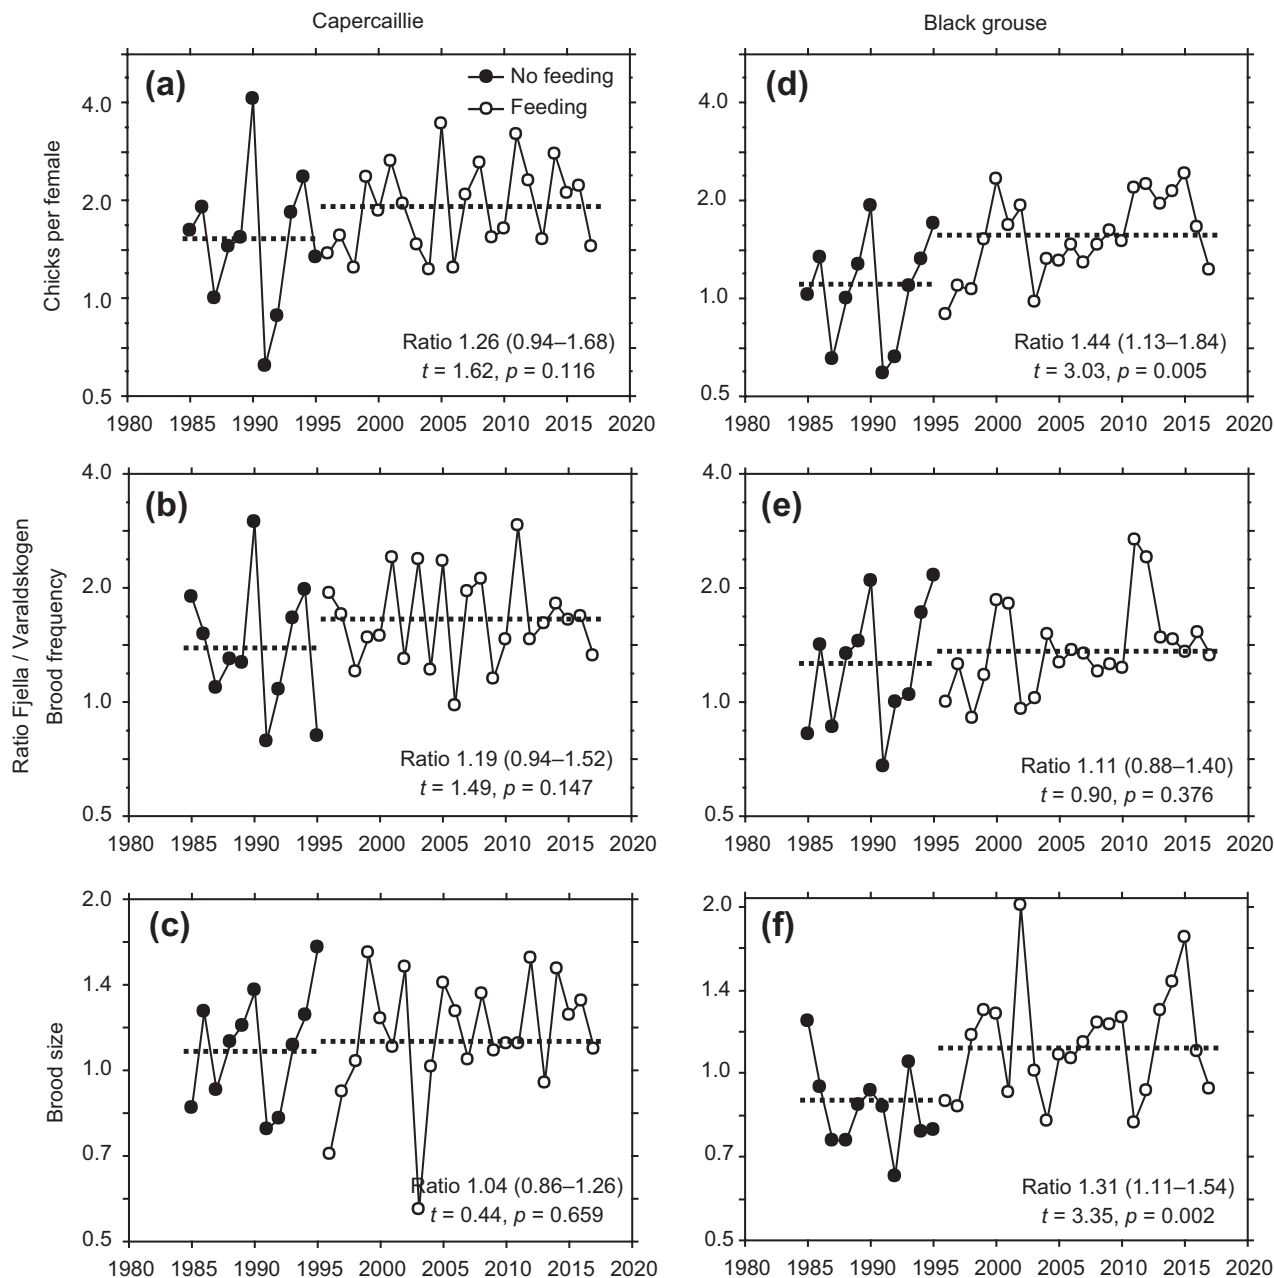 Capercaillie
Black grouse
(a)
No feeding
Feeding
Chicks per female
4.0
2.0
1.0
0.5
Ratio 1.26 (0.94–1.68)
t = 1.62, p = 0.116
1980 1985 1990 1995 2000 2005 2010 2015 2020
(d)
4.0
2.0
1.0
0.5
Ratio 1.44 (1.13–1.84)
t = 3.03, p = 0.005
1980 1985 1990 1995 2000 2005 2010 2015 2020
Ratio Fjella / Varaldskogen
Brood frequency
(b)
4.0
2.0
1.0
0.5
Ratio 1.19 (0.94–1.52)
t = 1.49, p = 0.147
1980 1985 1990 1995 2000 2005 2010 2015 2020
(e)
4.0
2.0
1.0
0.5
Ratio 1.11 (0.88–1.40)
t = 0.90, p = 0.376
1980 1985 1990 1995 2000 2005 2010 2015 2020
Brood size
(c)
2.0
1.4
1.0
0.7
0.5
Ratio 1.04 (0.86–1.26)
t = 0.44, p = 0.659
1980 1985 1990 1995 2000 2005 2010 2015 2020
(f)
2.0
1.4
1.0
0.7
0.5
Ratio 1.31 (1.11–1.54)
t = 3.35, p = 0.002
1980 1985 1990 1995 2000 2005 2010 2015 2020